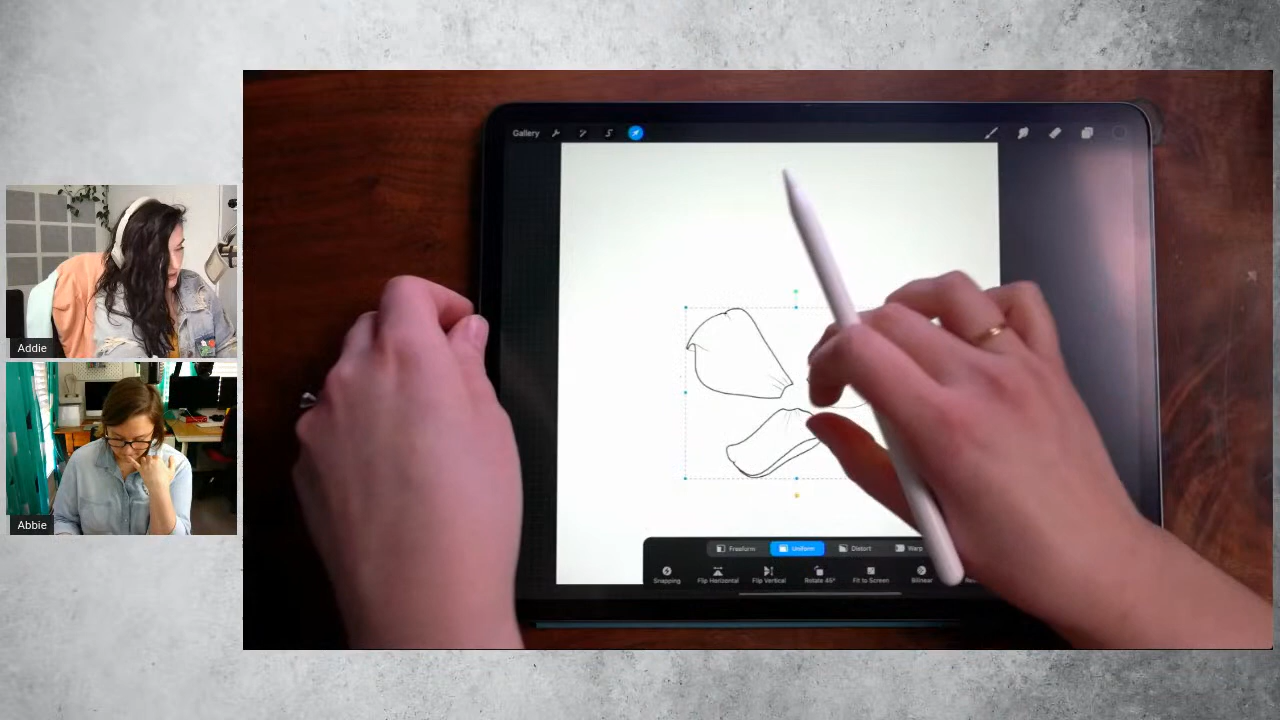 Gallery
Addie
Abbie
Freeform Uniform Distort Warp
Snapping Flip Horizontal Flip Vertical Rotate 45° Fit to Screen Bilinear